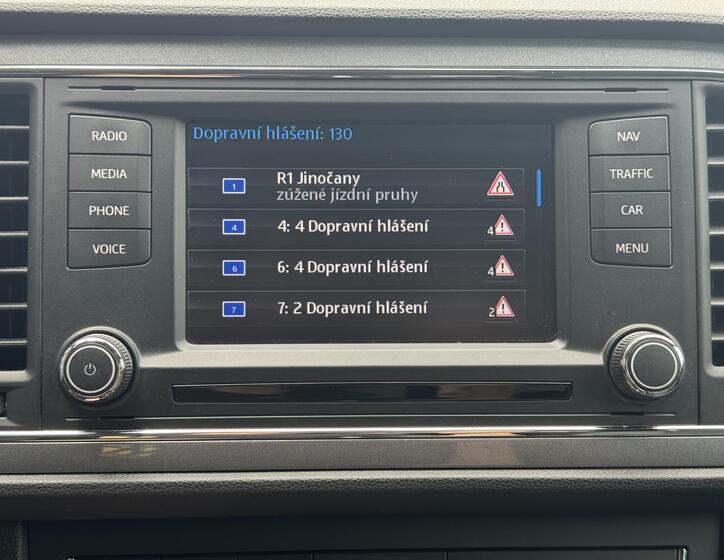 Dopravní hlášení: 130
RADIO
MEDIA
PHONE
VOICE
1
R1 Jinočany
zúžené jízdní pruhy
4
4: 4 Dopravní hlášení
4
6
6: 4 Dopravní hlášení
4
7
7: 2 Dopravní hlášení
2
NAV
TRAFFIC
CAR
MENU